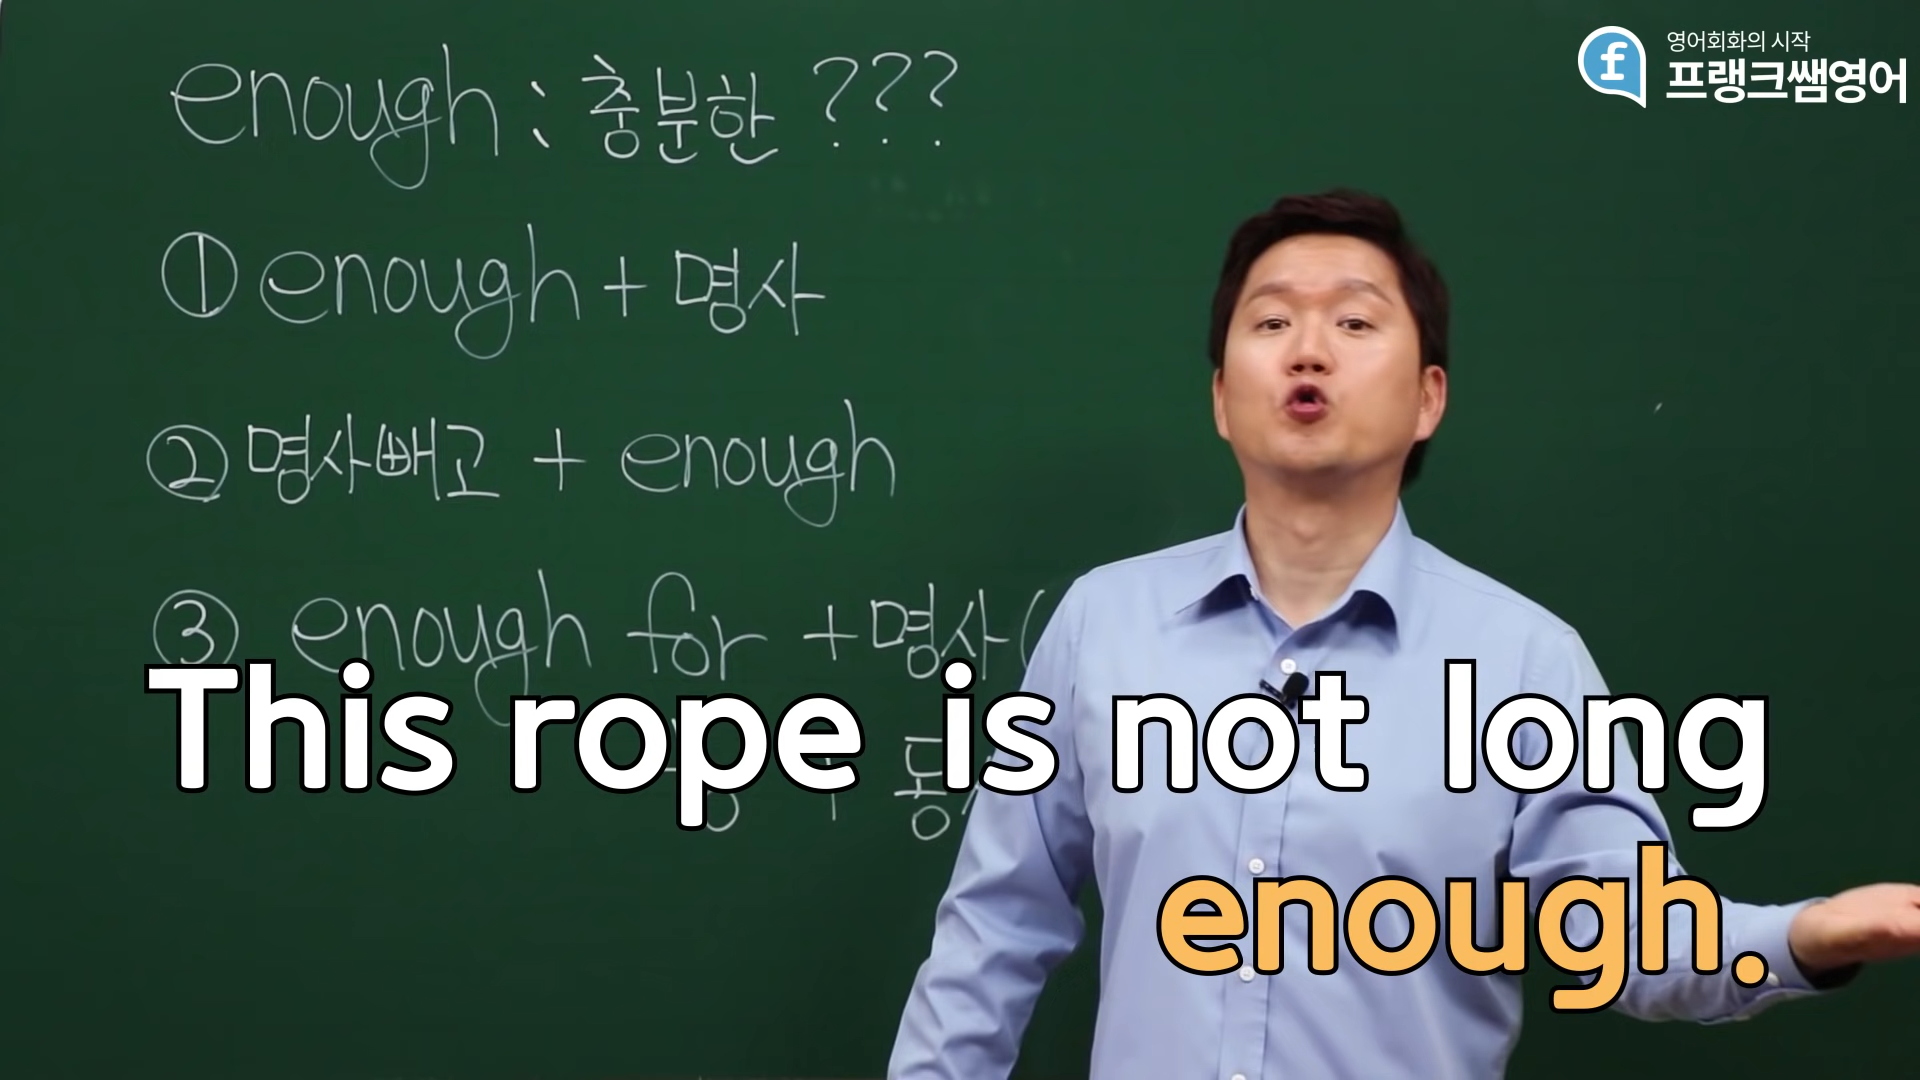 영어회화의 시작
프랭크쌤영어
enough : 충분한 ???
① enough + 명사
② 명사빼고 + enough
③ enough for + 명사(
+ 동
This rope is not long
enough.